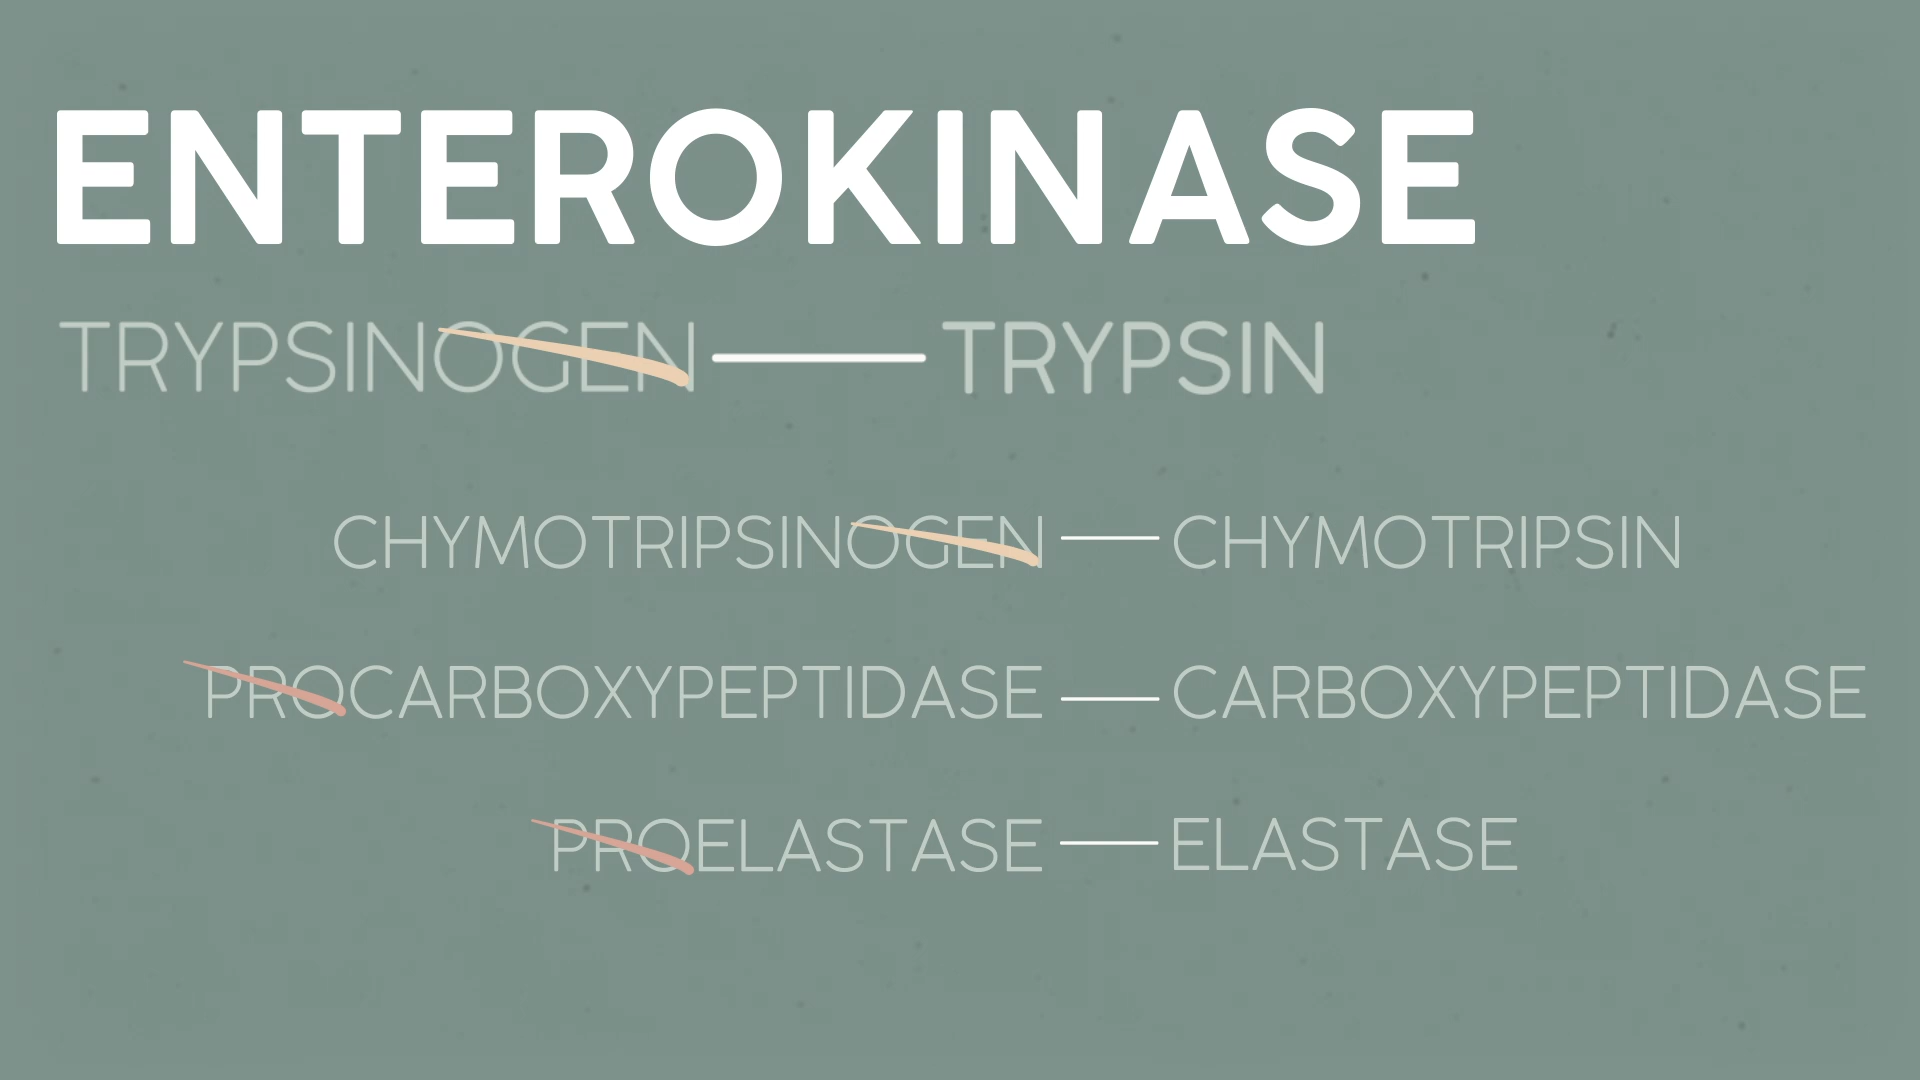 ENTEROKINASE
TRYPSINOGEN — TRYPSIN
CHYMOTRIPSINOGEN — CHYMOTRIPSIN
PROCARBOXYPEPTIDASE — CARBOXYPEPTIDASE
PROELASTASE — ELASTASE